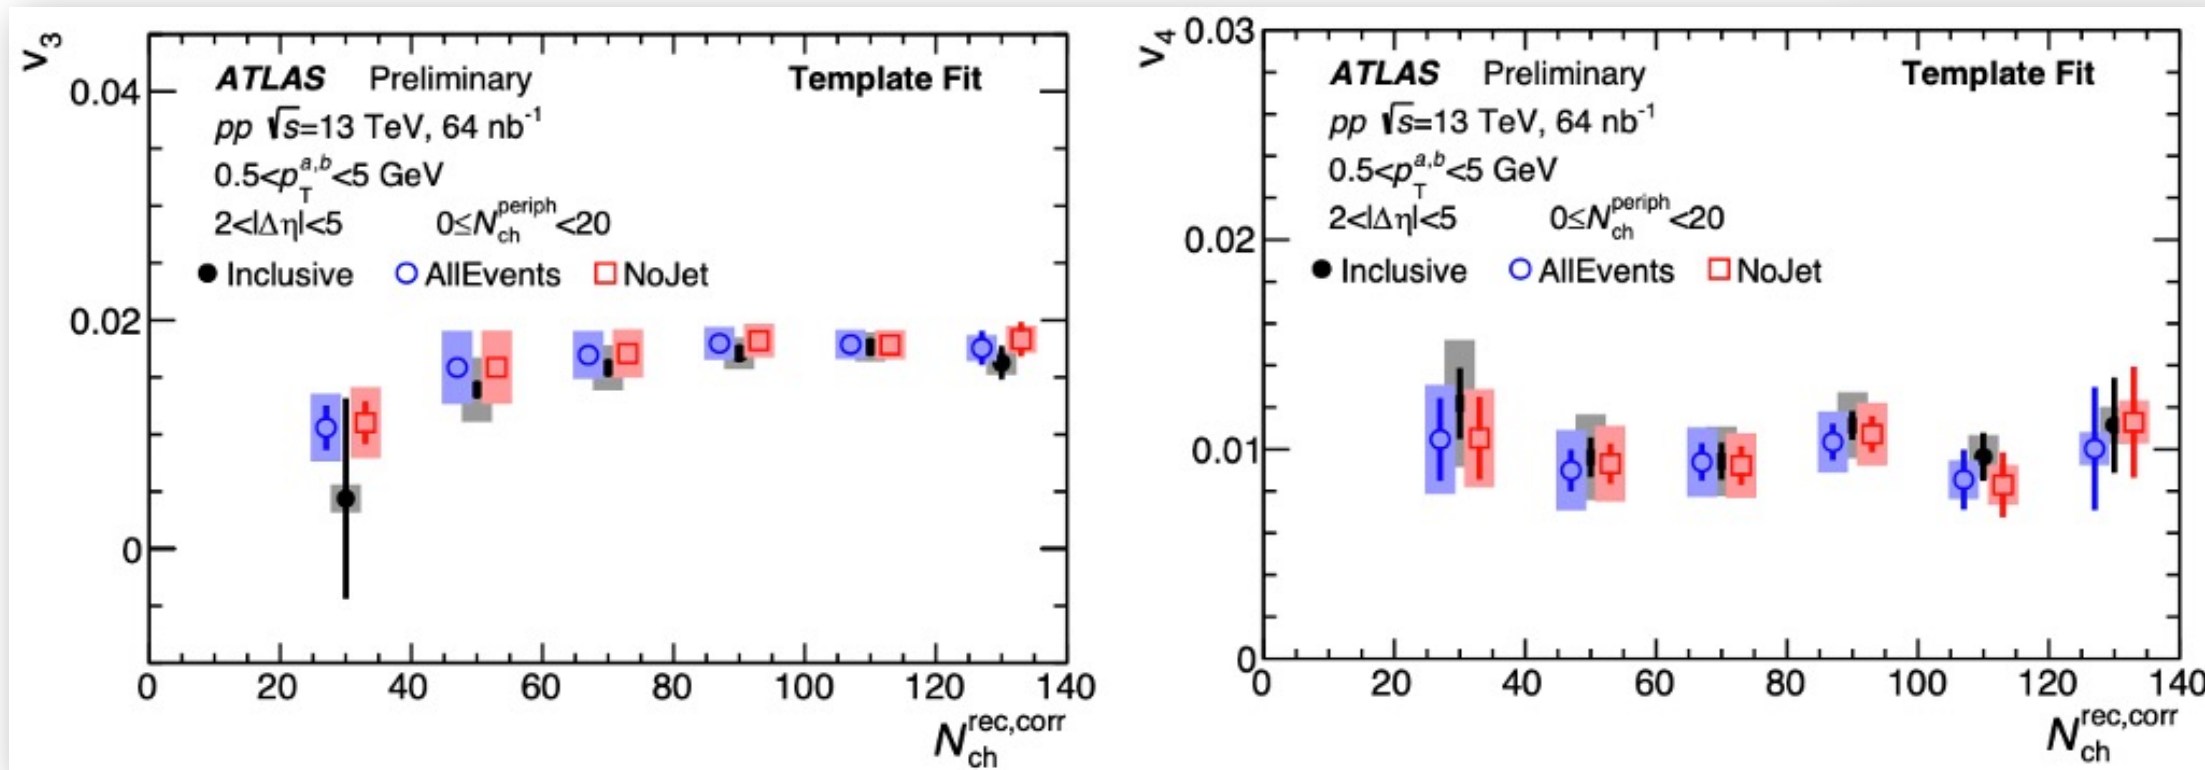 v3
0.04
0.02
0
ATLAS Preliminary Template Fit
pp √s=13 TeV, 64 nb-1
0.5<pTa,b<5 GeV
2<|Δη|<5 0≤Nchperiph<20
Inclusive AllEvents NoJet
0 20 40 60 80 100 120 140
Nchrec,corr
v4
0.03
0.02
0.01
0
ATLAS Preliminary Template Fit
pp √s=13 TeV, 64 nb-1
0.5<pTa,b<5 GeV
2<|Δη|<5 0≤Nchperiph<20
Inclusive AllEvents NoJet
0 20 40 60 80 100 120 140
Nchrec,corr